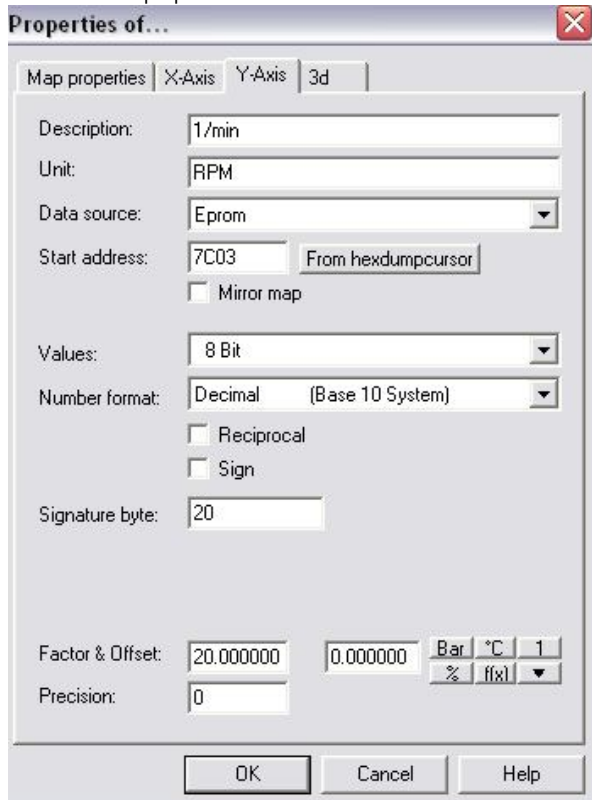 Properties of...
Map properties X-Axis Y-Axis 3d
Description: 1/min
Unit: RPM
Data source: Eprom
Start address: 7C03 From hexdumpcursor
Mirror map
Values: 8 Bit
Number format: Decimal (Base 10 System)
Reciprocal
Sign
Signature byte: 20
Factor & Offset: 20.000000 0.000000 Bar °C 1
% f(x)
Precision: 0
OK Cancel Help